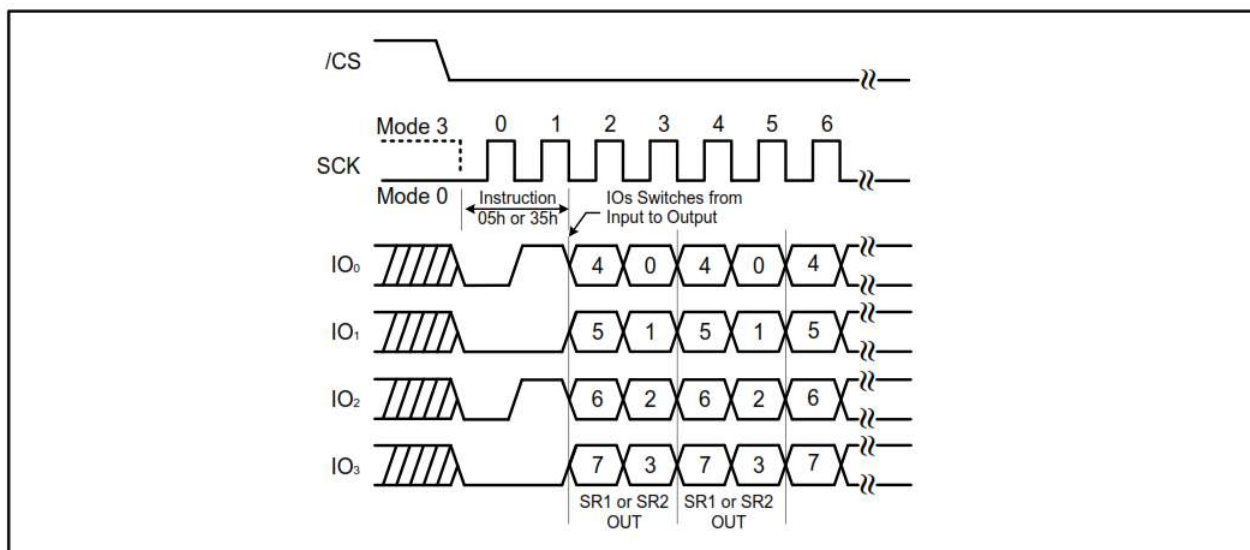 /CS
Mode 3 0 1 2 3 4 5 6
SCK
Mode 0
Instruction
05h or 35h
IOs Switches from
Input to Output
IO₀ 4 0 4 0 4
IO₁ 5 1 5 1 5
IO₂ 6 2 6 2 6
IO₃ 7 3 7 3 7
SR1 or SR2 SR1 or SR2
OUT OUT